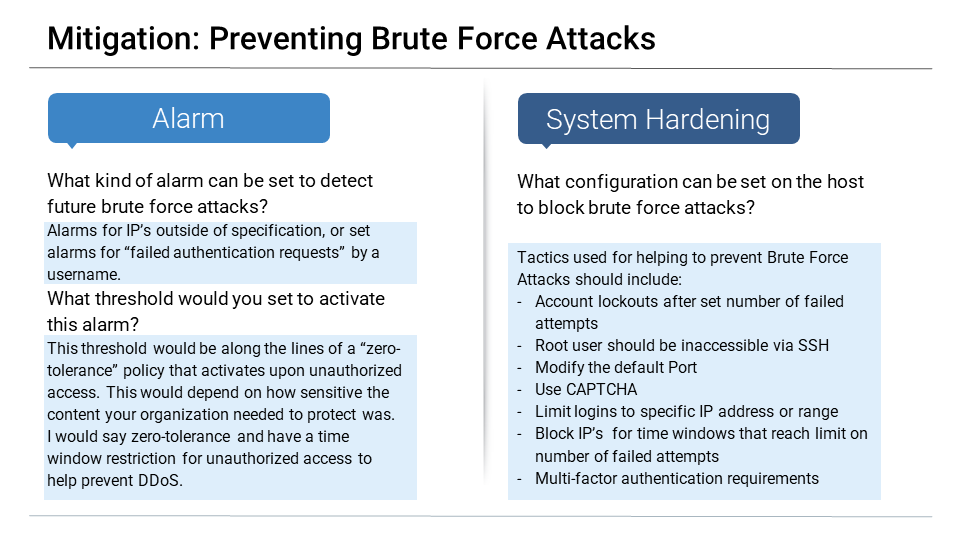 Mitigation: Preventing Brute Force Attacks
Alarm
What kind of alarm can be set to detect
future brute force attacks?
Alarms for IP's outside of specification, or set
alarms for "failed authentication requests" by a
username.
What threshold would you set to activate
this alarm?
This threshold would be along the lines of a "zero-
tolerance" policy that activates upon unauthorized
access. This would depend on how sensitive the
content your organization needed to protect was.
I would say zero-tolerance and have a time
window restriction for unauthorized access to
help prevent DDoS.
System Hardening
What configuration can be set on the host
to block brute force attacks?
Tactics used for helping to prevent Brute Force
Attacks should include:
- Account lockouts after set number of failed
attempts
- Root user should be inaccessible via SSH
- Modify the default Port
- Use CAPTCHA
- Limit logins to specific IP address or range
- Block IP's for time windows that reach limit on
number of failed attempts
- Multi-factor authentication requirements